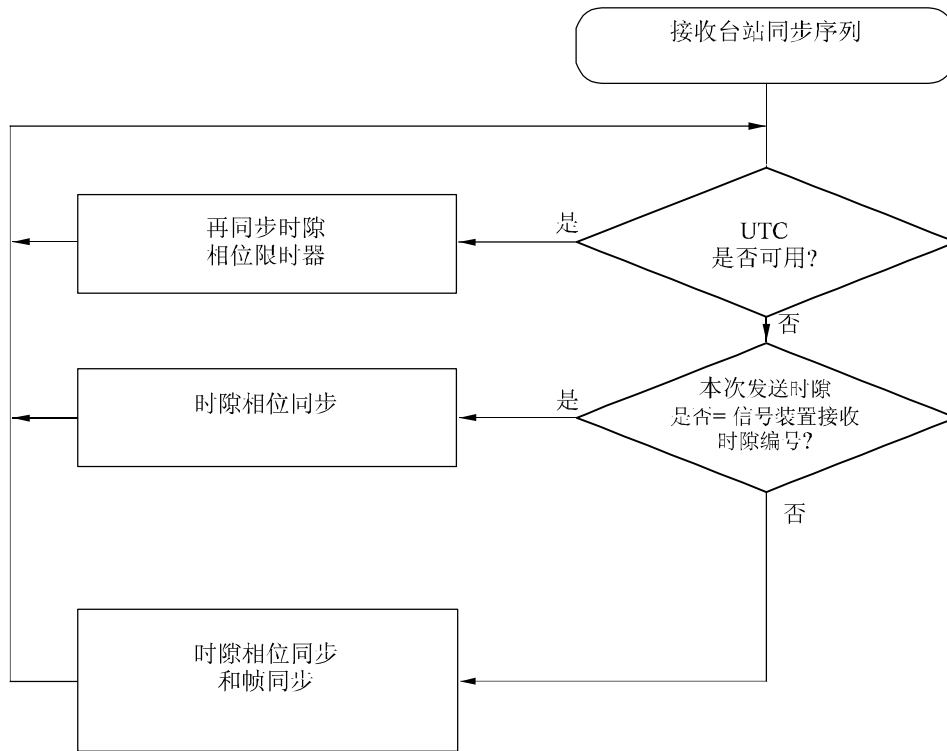 接收台站同步序列
再同步时隙
相位限时器
是
UTC
是否可用?
否
时隙相位同步
是
本次发送时隙
是否= 信号装置接收
时隙编号?
否
时隙相位同步
和帧同步